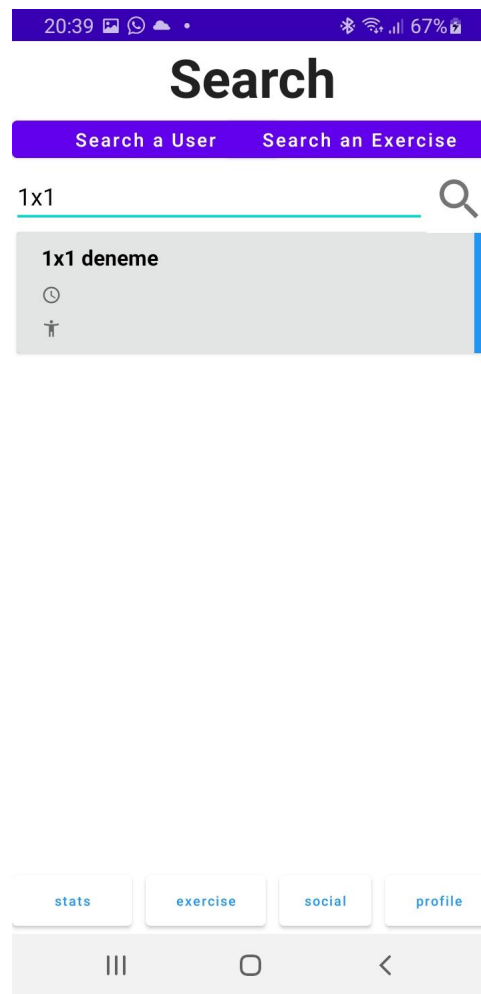 20:39 67%
Search
Search a User Search an Exercise
1x1
1x1 deneme
stats exercise social profile